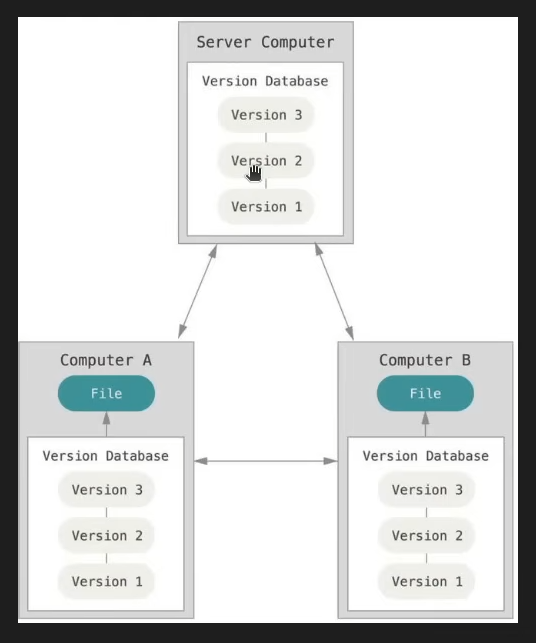 Server Computer
Version Database
Version 3
Version 2
Version 1
Computer A
File
Version Database
Version 3
Version 2
Version 1
Computer B
File
Version Database
Version 3
Version 2
Version 1